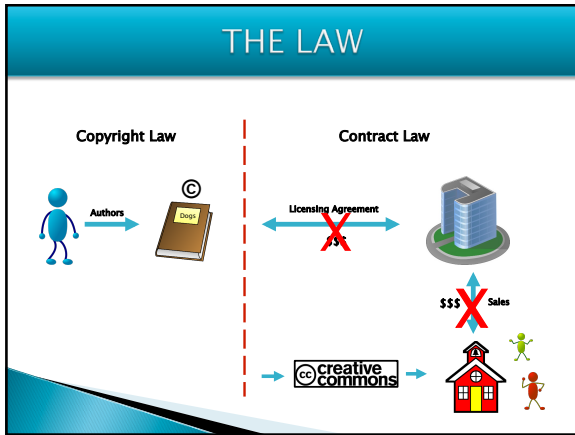 THE LAW
Copyright Law
Contract Law
©
Dogs
Authors
Licensing Agreement
$$$
$$$
Sales
cc creative
commons